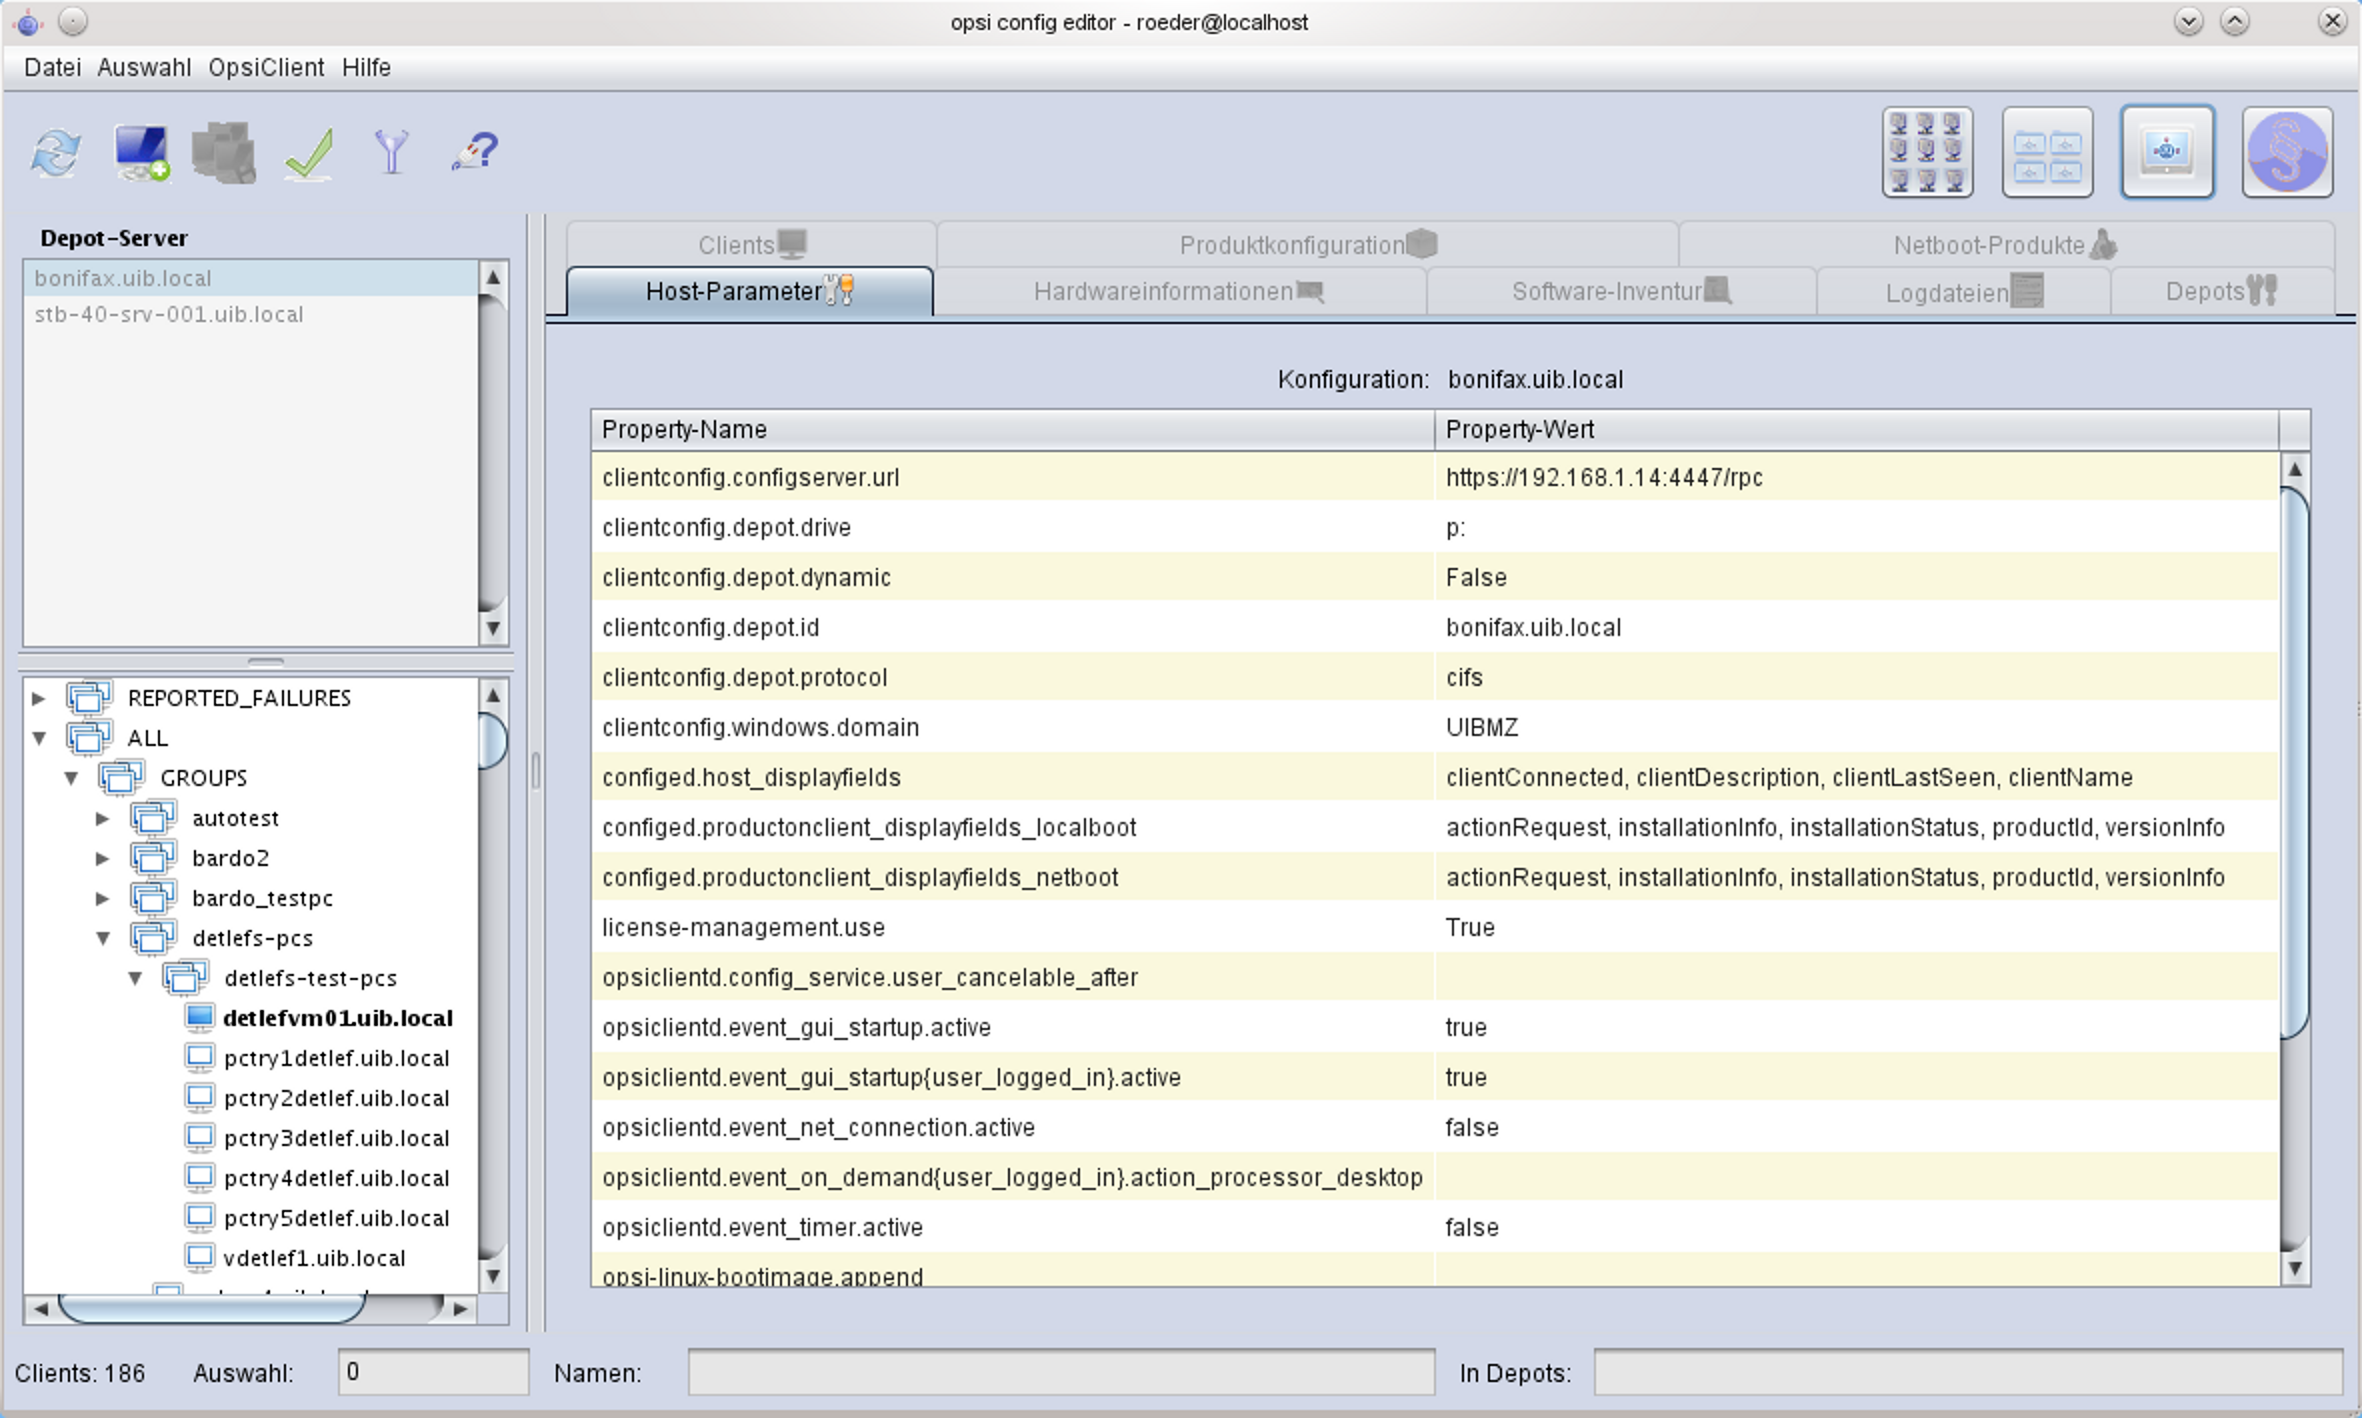 opsi config editor - roeder@localhost
Datei Auswahl OpsiClient Hilfe
Depot-Server
bonifax.uib.local
stb-40-srv-001.uib.local
REPORTED_FAILURES
ALL
GROUPS
autotest
bardo2
bardo_testpc
detlefs-pcs
detlefs-test-pcs
detlefvm01.uib.local
pctry1detlef.uib.local
pctry2detlef.uib.local
pctry3detlef.uib.local
pctry4detlef.uib.local
pctry5detlef.uib.local
vdetlef1.uib.local
Clients Produktkonfiguration Netboot-Produkte
Host-Parameter Hardwareinformationen Software-Inventur Logdateien Depots
Konfiguration: bonifax.uib.local
Property-Name Property-Wert
clientconfig.configserver.url https://192.168.1.14:4447/rpc
clientconfig.depot.drive p:
clientconfig.depot.dynamic False
clientconfig.depot.id bonifax.uib.local
clientconfig.depot.protocol cifs
clientconfig.windows.domain UIBMZ
configed.host_displayfields clientConnected, clientDescription, clientLastSeen, clientName
configed.productonclient_displayfields_localboot actionRequest, installationInfo, installationStatus, productId, versionInfo
configed.productonclient_displayfields_netboot actionRequest, installationInfo, installationStatus, productId, versionInfo
license-management.use True
opsiclientd.config_service.user_cancelable_after
opsiclientd.event_gui_startup.active true
opsiclientd.event_gui_startup{user_logged_in}.active true
opsiclientd.event_net_connection.active false
opsiclientd.event_on_demand{user_logged_in}.action_processor_desktop
opsiclientd.event_timer.active false
opsi-linux-bootimage.append
Clients: 186 Auswahl: 0 Namen: In Depots: